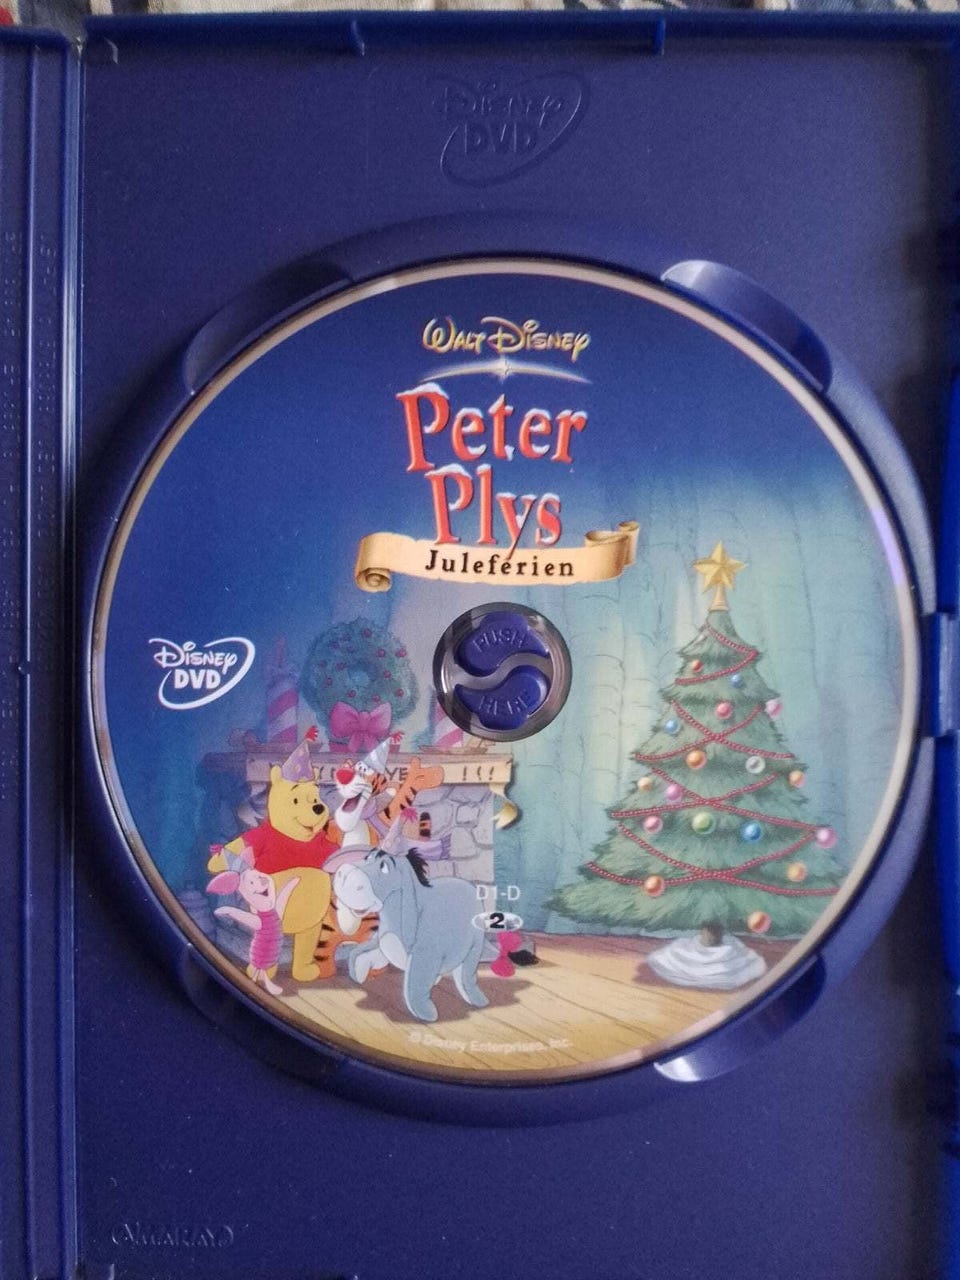 Disney
DVD
Walt Disney
Peter
Plys
Juleferien
PUSH
HERE
Disney
DVD
D1-D
2
© Disney Enterprises, Inc.
AMARAY